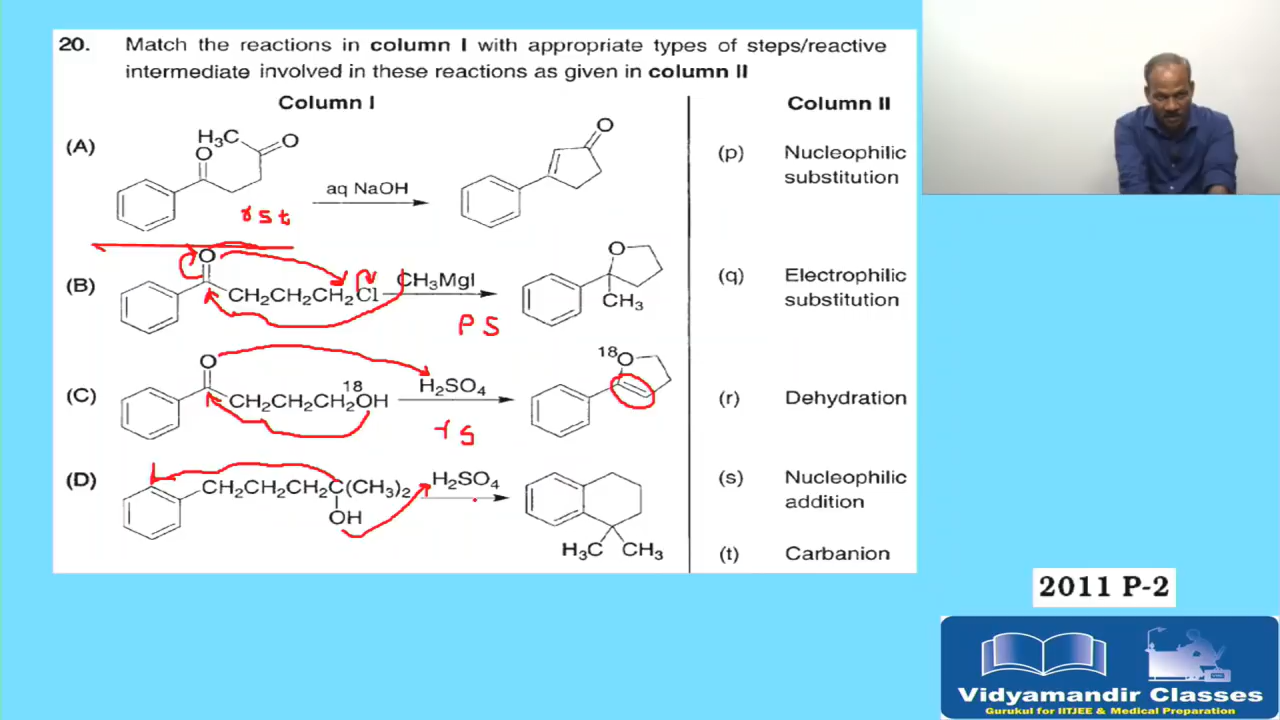 20. Match the reactions in column I with appropriate types of steps/reactive
intermediate involved in these reactions as given in column II
Column I
Column II
(A)
H₃C
O
O
aq NaOH
O
r s t
(p) Nucleophilic
substitution
(B)
O
CH₂CH₂CH₂Cl
CH₃MgI
O
CH₃
P S
(q) Electrophilic
substitution
(C)
O
CH₂CH₂CH₂OH
18
H₂SO₄
18
O
r s
(r) Dehydration
(D)
CH₂CH₂CH₂C(CH₃)₂
OH
H₂SO₄
H₃C CH₃
(s) Nucleophilic
addition
(t) Carbanion
2011 P-2
Vidyamandir Classes
Gurukul for IITJEE & Medical Preparation